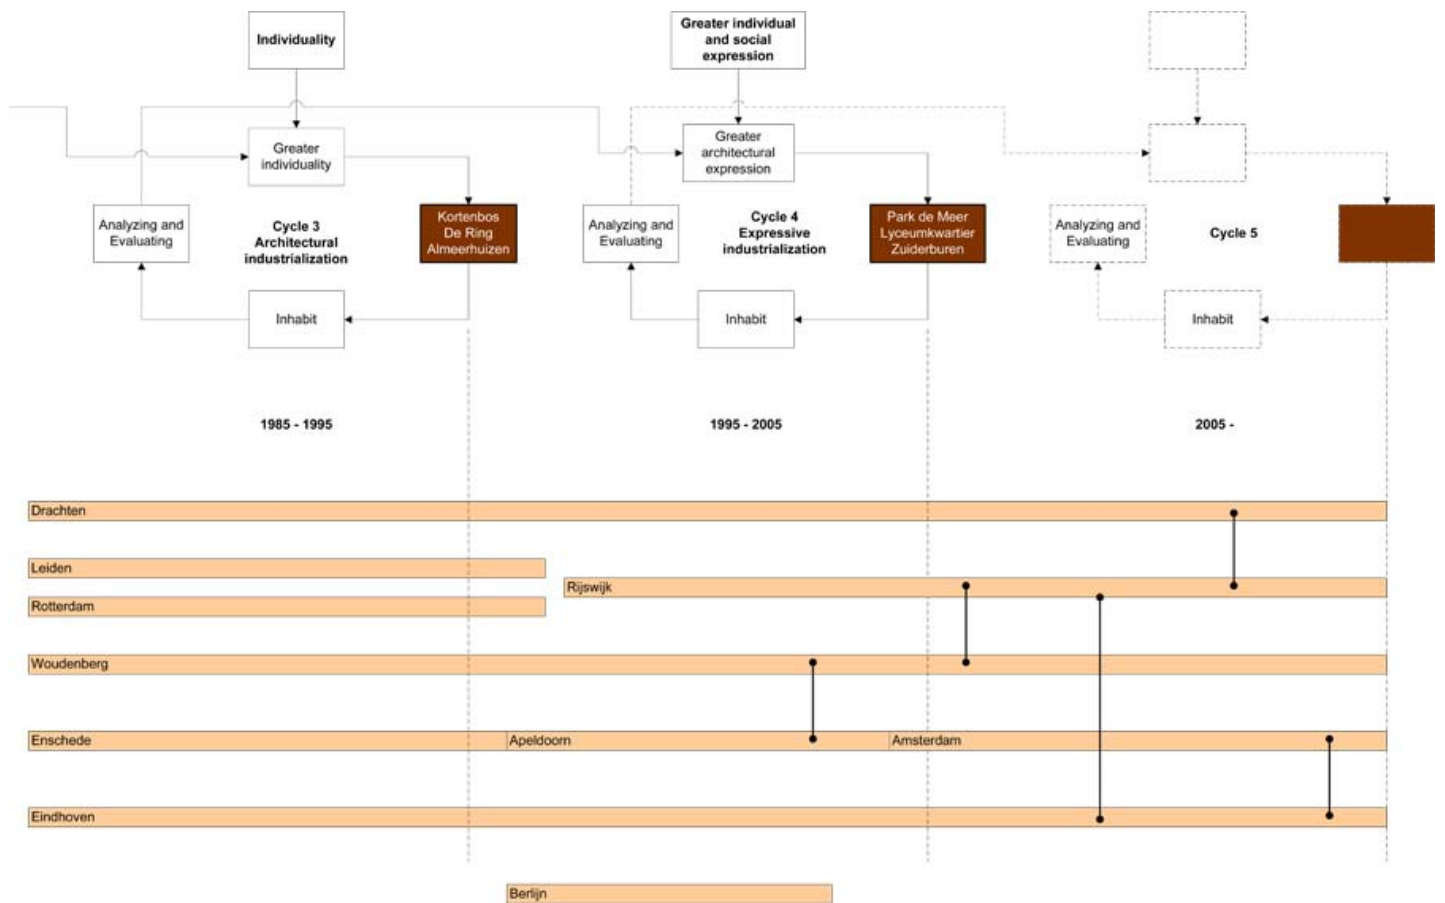 Individuality
Greater individual
and social
expression
Greater
individuality
Greater
architectural
expression
Analyzing and
Evaluating
Cycle 3
Architectural
industrialization
Kortenbos
De Ring
Almeerhuizen
Analyzing and
Evaluating
Cycle 4
Expressive
industrialization
Park de Meer
Lyceumkwartier
Zuiderburen
Analyzing and
Evaluating
Cycle 5
Inhabit
Inhabit
Inhabit
1985 - 1995
1995 - 2005
2005 -
Drachten
Leiden
Rijswijk
Rotterdam
Woudenberg
Enschede
Apeldoorn
Amsterdam
Eindhoven
Berlijn